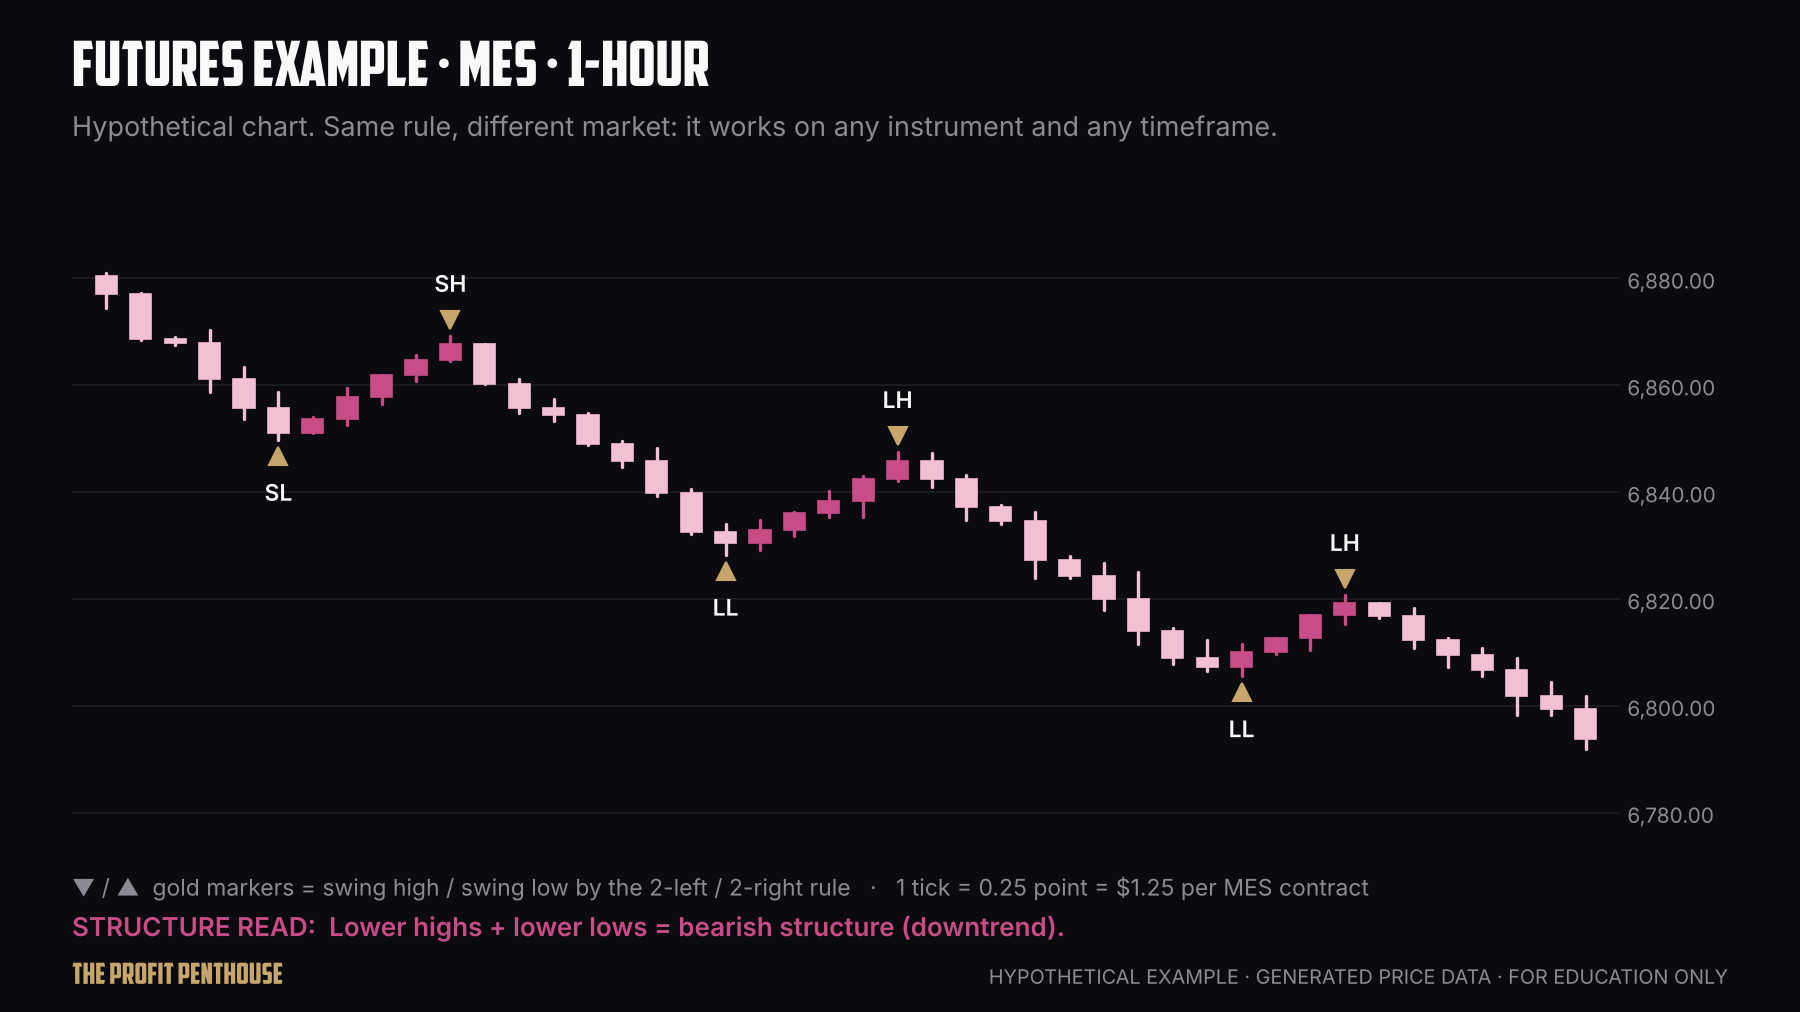 FUTURES EXAMPLE · MES · 1-HOUR
Hypothetical chart. Same rule, different market: it works on any instrument and any timeframe.
6,880.00
SH
6,860.00
LH
6,840.00
SL
LH
6,820.00
LL
6,800.00
LL
6,780.00
▼ / ▲ gold markers = swing high / swing low by the 2-left / 2-right rule · 1 tick = 0.25 point = $1.25 per MES contract
STRUCTURE READ: Lower highs + lower lows = bearish structure (downtrend).
THE PROFIT PENTHOUSE
HYPOTHETICAL EXAMPLE · GENERATED PRICE DATA · FOR EDUCATION ONLY